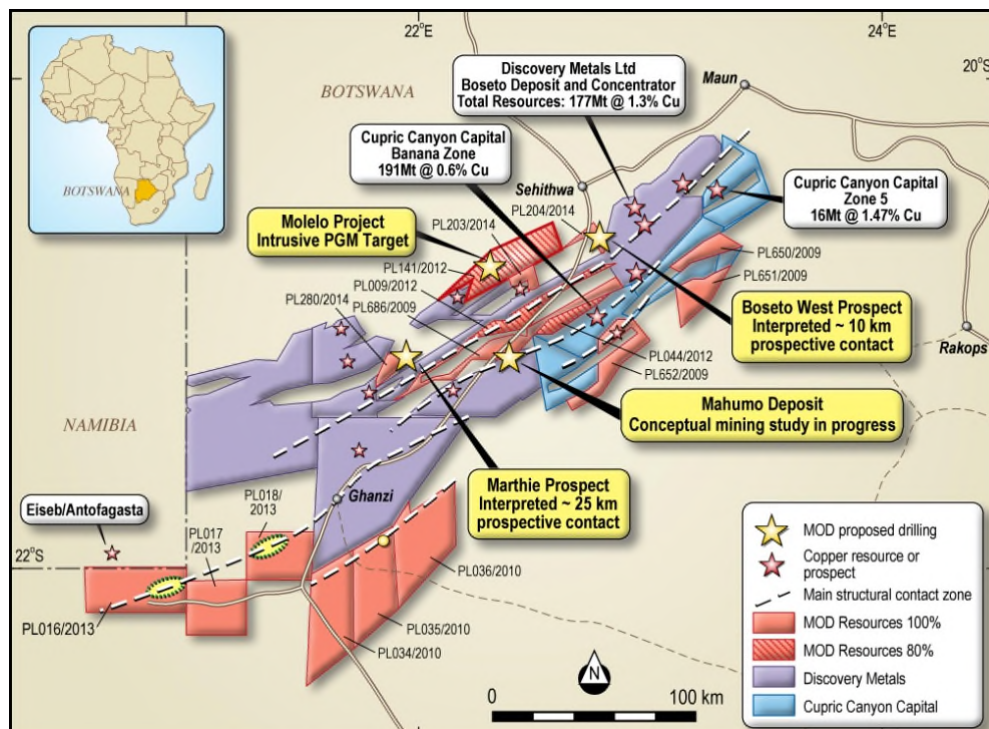 22°E
24°E
20°S
BOTSWANA
Maun
Discovery Metals Ltd
Boseto Deposit and Concentrator
Total Resources: 177Mt @ 1.3% Cu
Cupric Canyon Capital
Banana Zone
191Mt @ 0.6% Cu
BOTSWANA
Sehithwa
Cupric Canyon Capital
Zone 5
16Mt @ 1.47% Cu
Molelo Project
Intrusive PGM Target
PL204/2014
PL203/2014
PL141/2012
PL009/2012
PL686/2009
PL280/2014
PL650/2009
PL651/2009
Boseto West Prospect
Interpreted ~ 10 km
prospective contact
Rakops
PL044/2012
PL652/2009
Mahumo Deposit
Conceptual mining study in progress
NAMIBIA
Marthie Prospect
Interpreted ~ 25 km
prospective contact
Ghanzi
Eiseb/Antofagasta
PL018/
2013
PL017
/2013
22°S
PL016/2013
PL036/2010
PL035/2010
PL034/2010
N
0
100 km
MOD proposed drilling
Copper resource or
prospect
Main structural contact zone
MOD Resources 100%
MOD Resources 80%
Discovery Metals
Cupric Canyon Capital